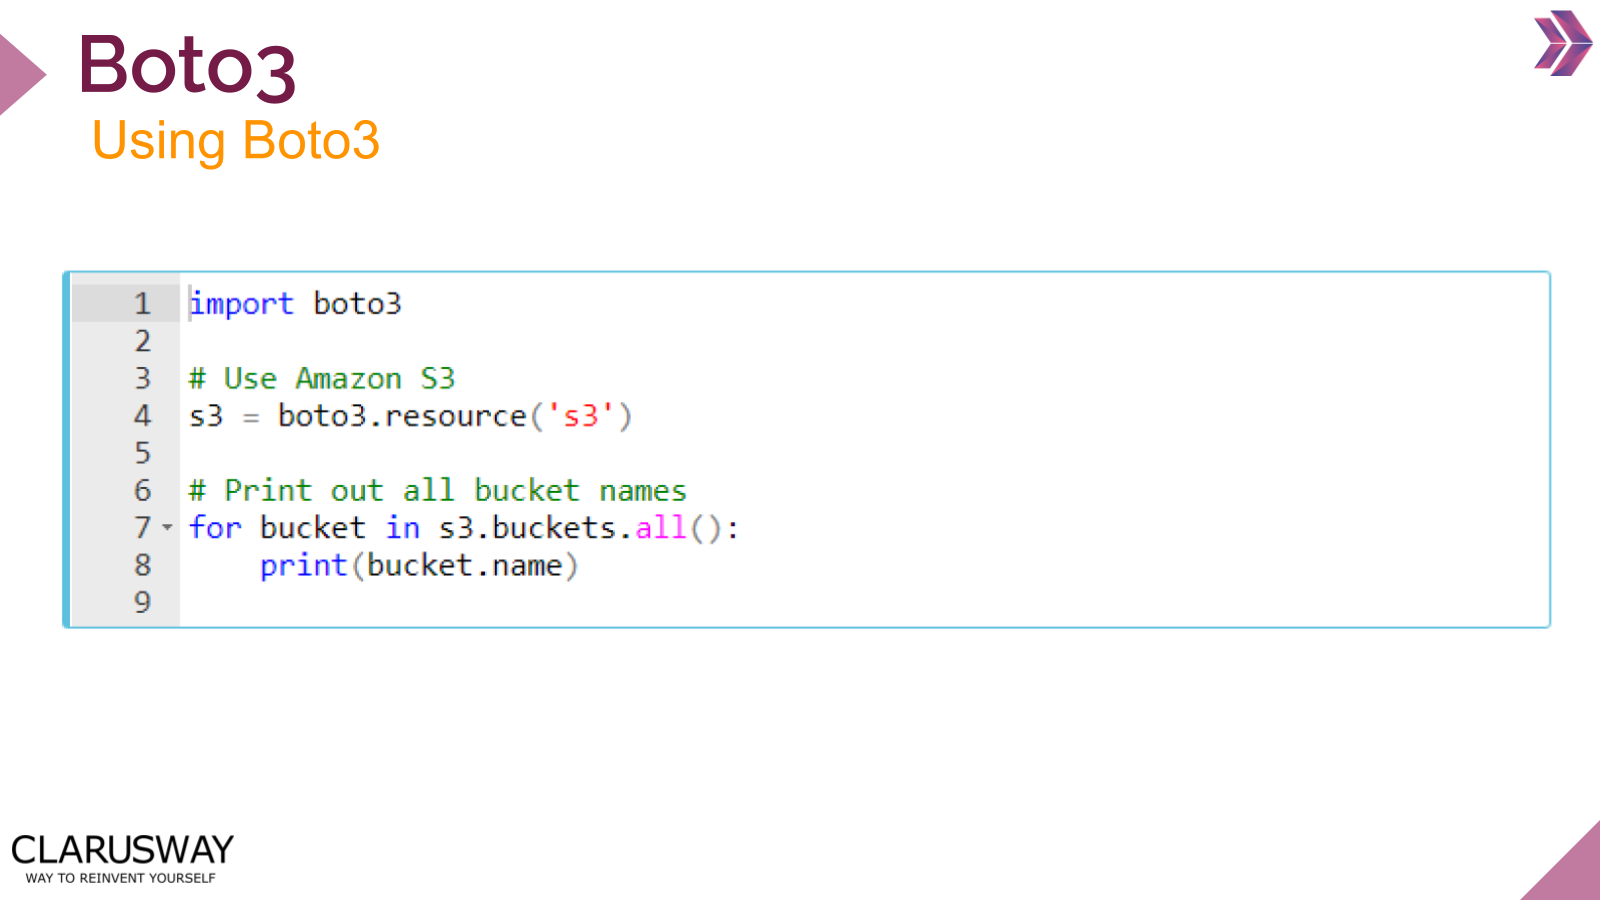 Boto3
Using Boto3
1 import boto3
2
3 # Use Amazon S3
4 s3 = boto3.resource('s3')
5
6 # Print out all bucket names
7 for bucket in s3.buckets.all():
8     print(bucket.name)
9
CLARUSWAY
WAY TO REINVENT YOURSELF